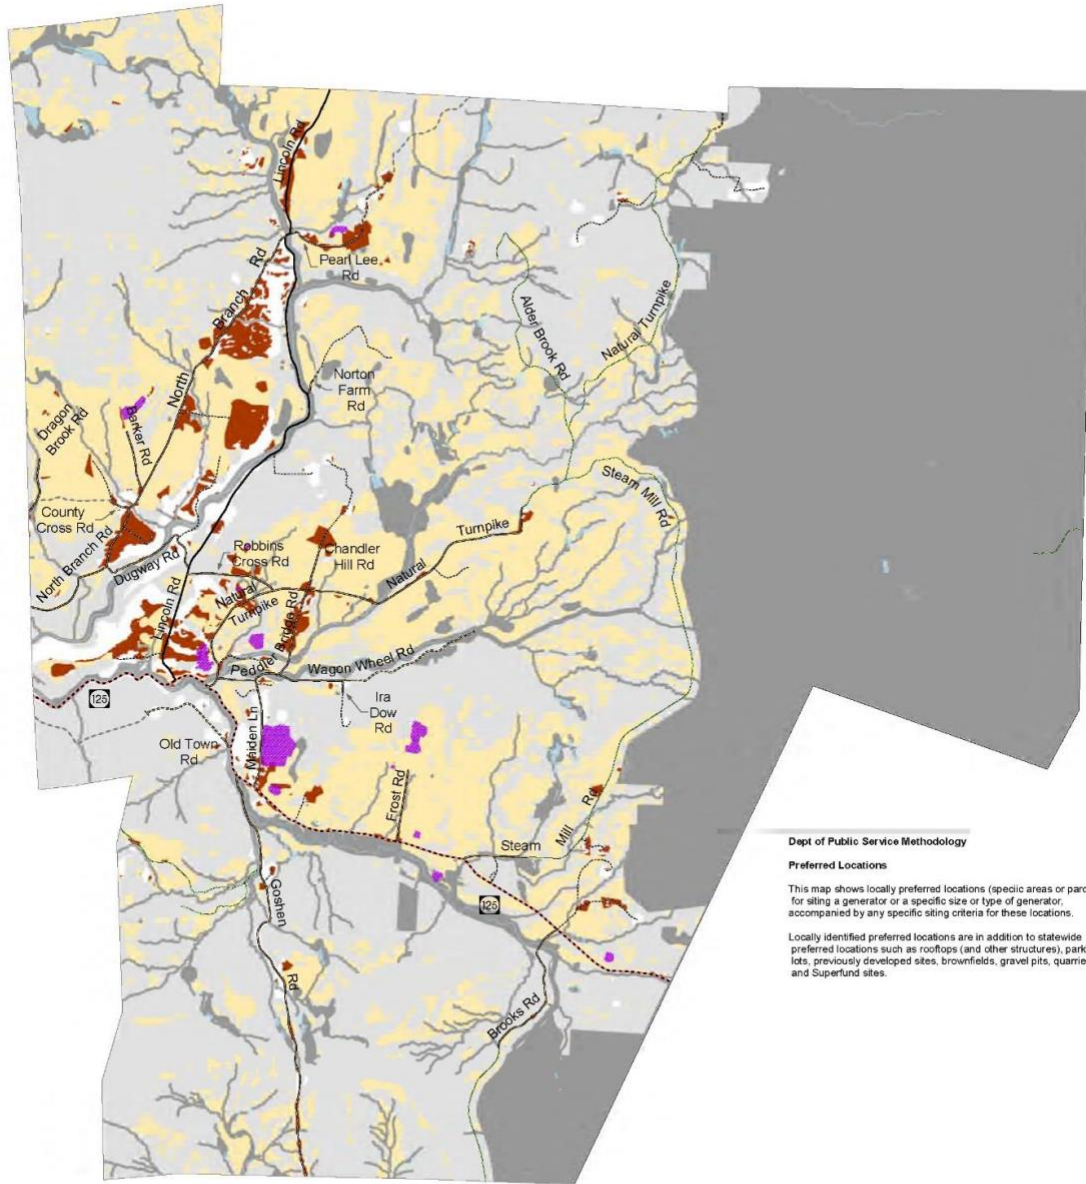 Lincoln Rd
Pearl Lee
Rd
North Branch Rd
Alder Brook Rd
Natural Turnpike
Norton
Farm
Rd
Dragon
Brook Rd
Barker Rd
County
Cross Rd
North Branch Rd
Dugway Rd
Steam Mill Rd
Turnpike
Natural
Robbins
Cross Rd
Chandler
Hill Rd
Natural
Turnpike
Lincoln Rd
Peddler Bridge Rd
Wagon Wheel Rd
125
Ira
Dow
Rd
Old Town
Rd
Maiden Ln
Frost Rd
Steam Mill Rd
125
Goshen Rd
Brooks Rd
Dept of Public Service Methodology
Preferred Locations
This map shows locally preferred locations (speciic areas or parc
for siting a generator or a specific size or type of generator,
accompanied by any specific siting criteria for these locations.
Locally identified preferred locations are in addition to statewide
preferred locations such as rooftops (and other structures), park
lots, previously developed sites, brownfields, gravel pits, quarrie
and Superfund sites.